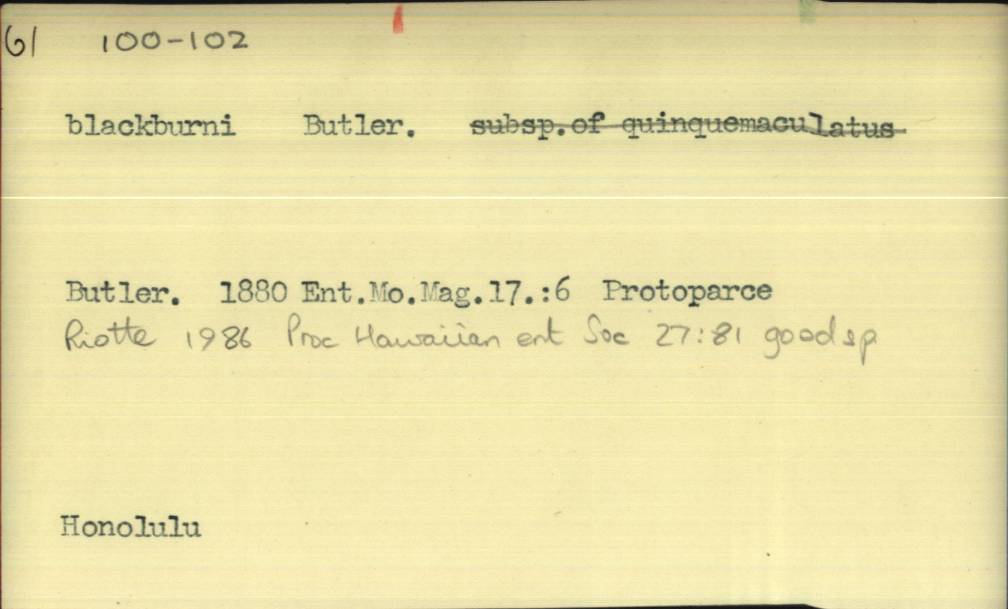 61 100-102
blackburni Butler. subsp.of quinquemaculatus
Butler. 1880 Ent.Mo.Mag.17.:6 Protoparce
Riotte 1986 Proc Hawaiian ent Soc 27:81 good sp
Honolulu